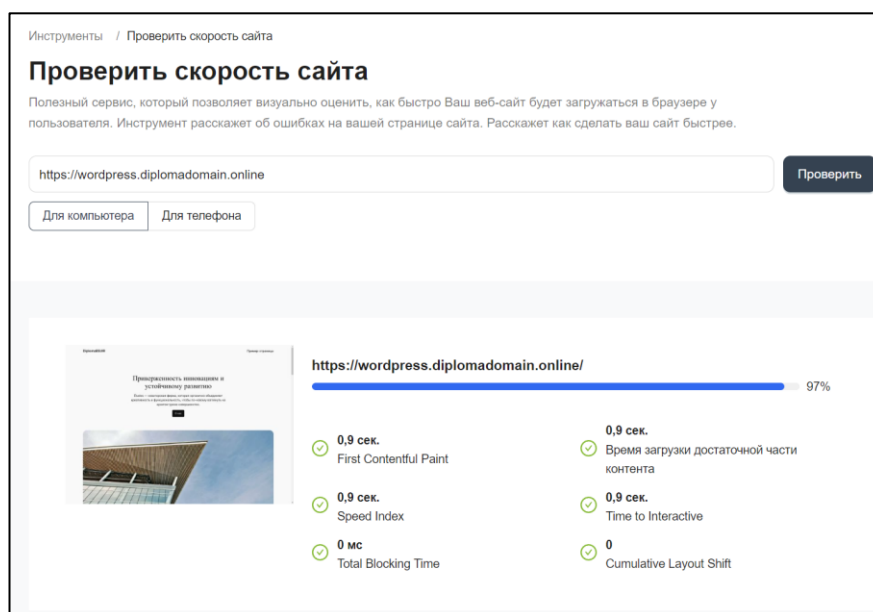 Инструменты / Проверить скорость сайта
Проверить скорость сайта
Полезный сервис, который позволяет визуально оценить, как быстро Ваш веб-сайт будет загружаться в браузере у
пользователя. Инструмент расскажет об ошибках на вашей странице сайта. Расскажет как сделать ваш сайт быстрее.
https://wordpress.diplomadomain.online
Проверить
Для компьютера
Для телефона
Приверженность инновациям и
устойчивому развитию
https://wordpress.diplomadomain.online/
97%
0,9 сек.
First Contentful Paint
0,9 сек.
Время загрузки достаточной части
контента
0,9 сек.
Speed Index
0,9 сек.
Time to Interactive
0 мс
Total Blocking Time
0
Cumulative Layout Shift